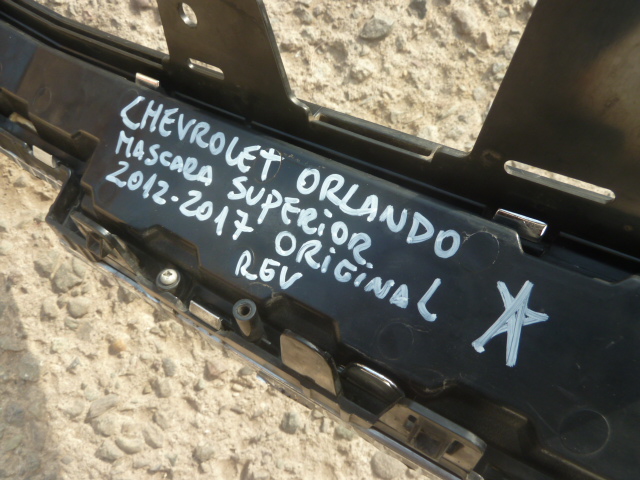 CHEVROLET ORLANDO
MASCARA SUPERIOR
2012-2017 ORIGINAL
REV